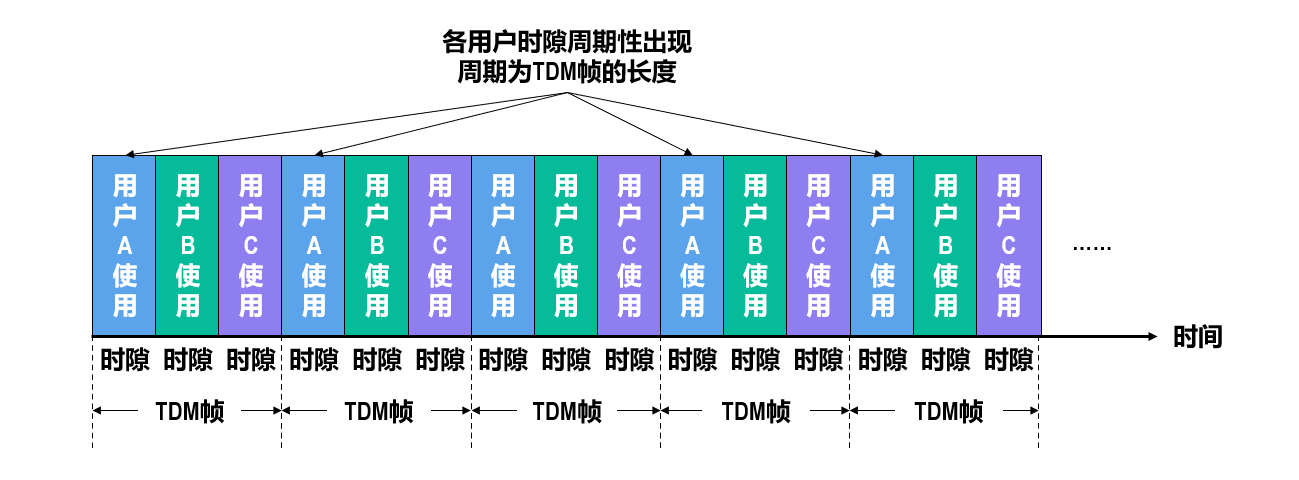 各用户时隙周期性出现
周期为TDM帧的长度
用户A使用
用户B使用
用户C使用
用户A使用
用户B使用
用户C使用
用户A使用
用户B使用
用户C使用
用户A使用
用户B使用
用户C使用
用户A使用
用户B使用
用户C使用
……
时间
时隙 时隙 时隙 时隙 时隙 时隙 时隙 时隙 时隙 时隙 时隙 时隙 时隙 时隙 时隙
TDM帧 TDM帧 TDM帧 TDM帧 TDM帧